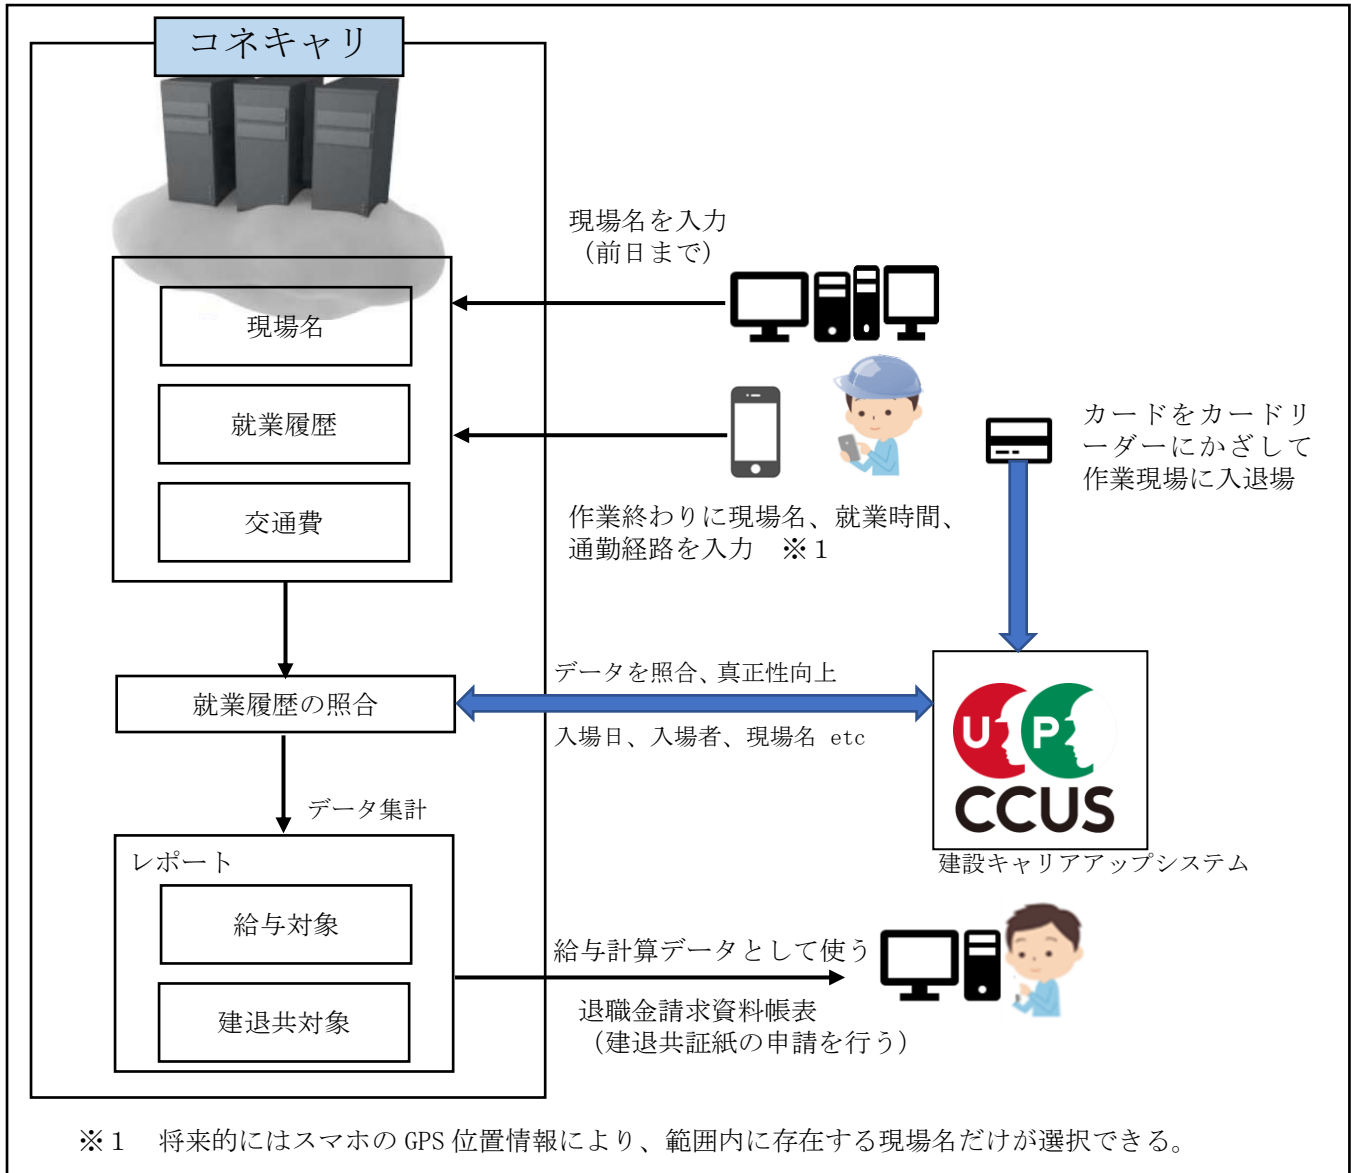 コネキャリ
現場名を入力
（前日まで）
現場名
就業履歴
交通費
カードをカードリ
ーダーにかざして
作業現場に入退場
作業終わりに現場名、就業時間、
通勤経路を入力　※１
就業履歴の照合
データを照合、真正性向上
入場日、入場者、現場名 etc
U P
CCUS
建設キャリアアップシステム
データ集計
レポート
給与対象
建退共対象
給与計算データとして使う
退職金請求資料帳表
（建退共証紙の申請を行う）
※１　将来的にはスマホの GPS 位置情報により、範囲内に存在する現場名だけが選択できる。